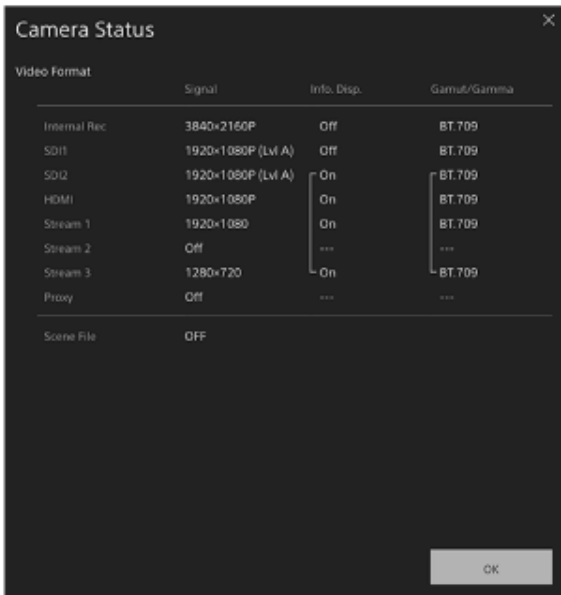 Camera Status
Video Format
Signal Info. Disp. Gamut/Gamma
Internal Rec 3840×2160P Off BT.709
SDI1 1920×1080P (Lvl A) Off BT.709
SDI2 1920×1080P (Lvl A) On BT.709
HDMI 1920×1080P On BT.709
Stream 1 1920×1080 On BT.709
Stream 2 Off --- ---
Stream 3 1280×720 On BT.709
Proxy Off --- ---
Scene File OFF
OK